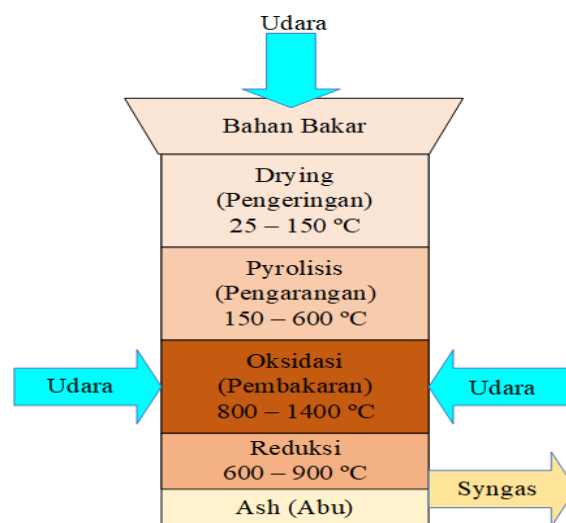 Udara
Bahan Bakar
Drying
(Pengeringan)
25 – 150 ºC
Pyrolisis
(Pengarangan)
150 – 600 ºC
Udara
Oksidasi
(Pembakaran)
800 – 1400 ºC
Udara
Reduksi
600 – 900 ºC
Syngas
Ash (Abu)